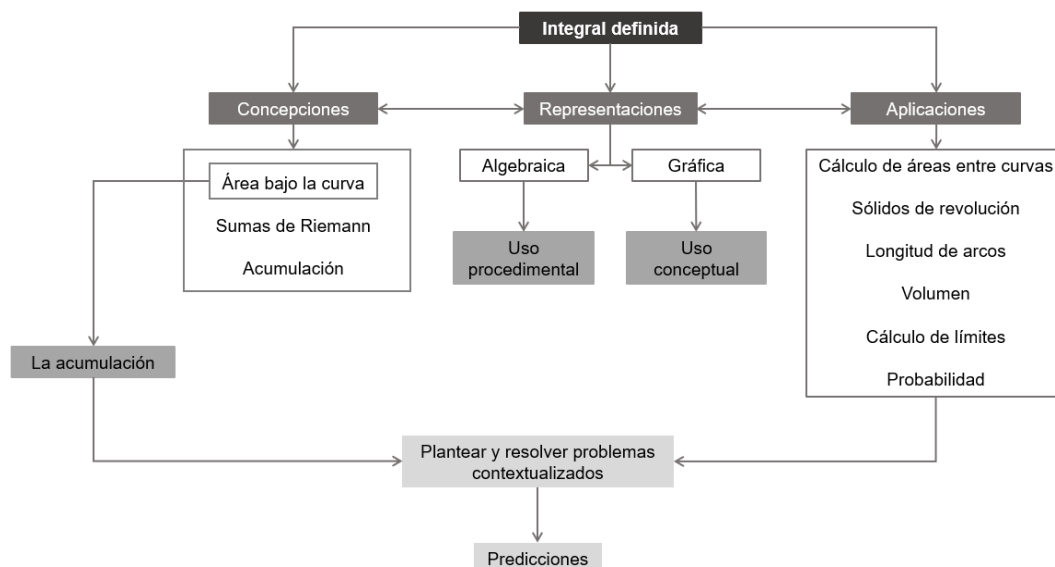 Integral definida
Concepciones
Representaciones
Aplicaciones
Área bajo la curva
Sumas de Riemann
Acumulación
Algebraica
Gráfica
Uso
procedimental
Uso
conceptual
Cálculo de áreas entre curvas
Sólidos de revolución
Longitud de arcos
Volumen
Cálculo de límites
Probabilidad
La acumulación
Plantear y resolver problemas
contextualizados
Predicciones